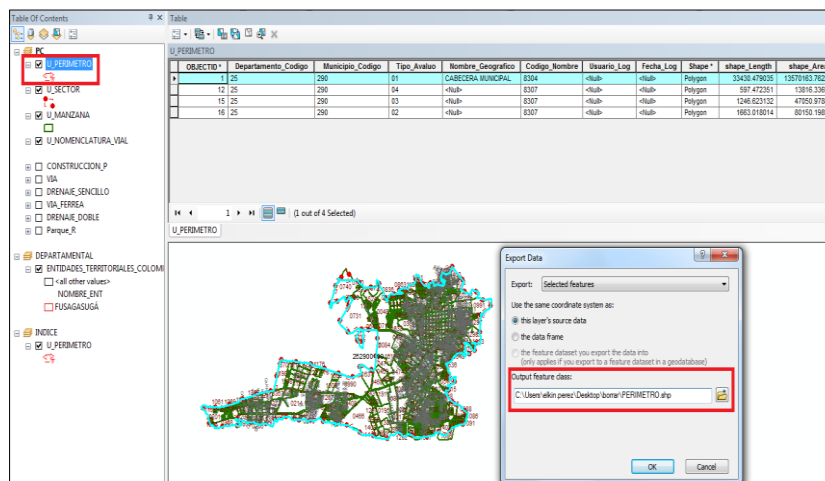 Table Of Contents
PC
U_PERIMETRO
U_SECTOR
U_MANZANA
U_NOMENCLATURA_VIAL
CONSTRUCCION_P
VIA
DRENAJE_SENCILLO
VIA_FERREA
DRENAJE_DOBLE
Parque_R
DEPARTAMENTAL
ENTIDADES_TERRITORIALES_COLOMI
<all other values>
NOMBRE_ENT
FUSAGASUGÁ
INDICE
U_PERIMETRO
Table
U_PERIMETRO
OBJECTID * Departamento_Codigo Municipio_Codigo Tipo_Avaluo Nombre_Geografico Codigo_Nombre Usuario_Log Fecha_Log Shape * shape_Length shape_Area
1 25 290 01 CABECERA MUNICIPAL 8304 <Null> <Null> Polygon 33430.479035 13570163.762
12 25 290 04 <Null> 8307 <Null> <Null> Polygon 597.472351 13816.336
15 25 290 03 <Null> 8307 <Null> <Null> Polygon 1246.623132 47850.978
16 25 290 02 <Null> 8307 <Null> <Null> Polygon 1663.018014 80150.198
1 (1 out of 4 Selected)
U_PERIMETRO
Export Data
Export: Selected features
Use the same coordinate system as:
this layer's source data
the data frame
the feature dataset you export the data into
(only applies if you export to a feature dataset in a geodatabase)
Output feature class:
C:\Users\elkin.perez\Desktop\borrar\PERIMETRO.shp
OK Cancel